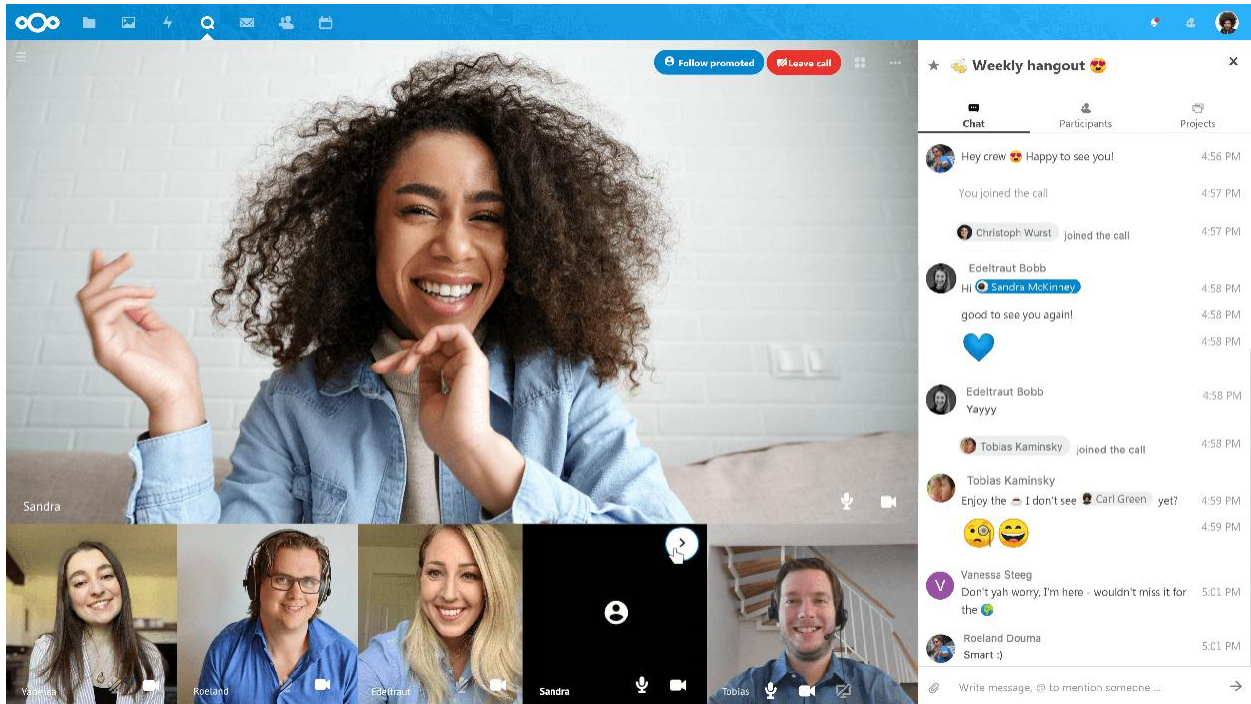 Follow promoted
Leave call
Sandra
Vanessa
Roeland
Edeltraut
Sandra
Tobias
Weekly hangout
Chat
Participants
Projects
Hey crew 😍 Happy to see you! 4:56 PM
You joined the call 4:57 PM
Christoph Wurst joined the call 4:57 PM
Edeltraut Bobb
Hi Sandra McKinney 4:58 PM
good to see you again! 4:58 PM
💙 4:58 PM
Edeltraut Bobb 4:58 PM
Yayyy
Tobias Kaminsky joined the call 4:58 PM
Tobias Kaminsky
Enjoy the ☕ I don't see Carl Green yet? 4:59 PM
🧐😄 4:59 PM
V
Vanessa Steeg
Don't yah worry, I'm here - wouldn't miss it for 5:01 PM
the 🌍
Roeland Douma
Smart :) 5:01 PM
Write message, @ to mention someone ...